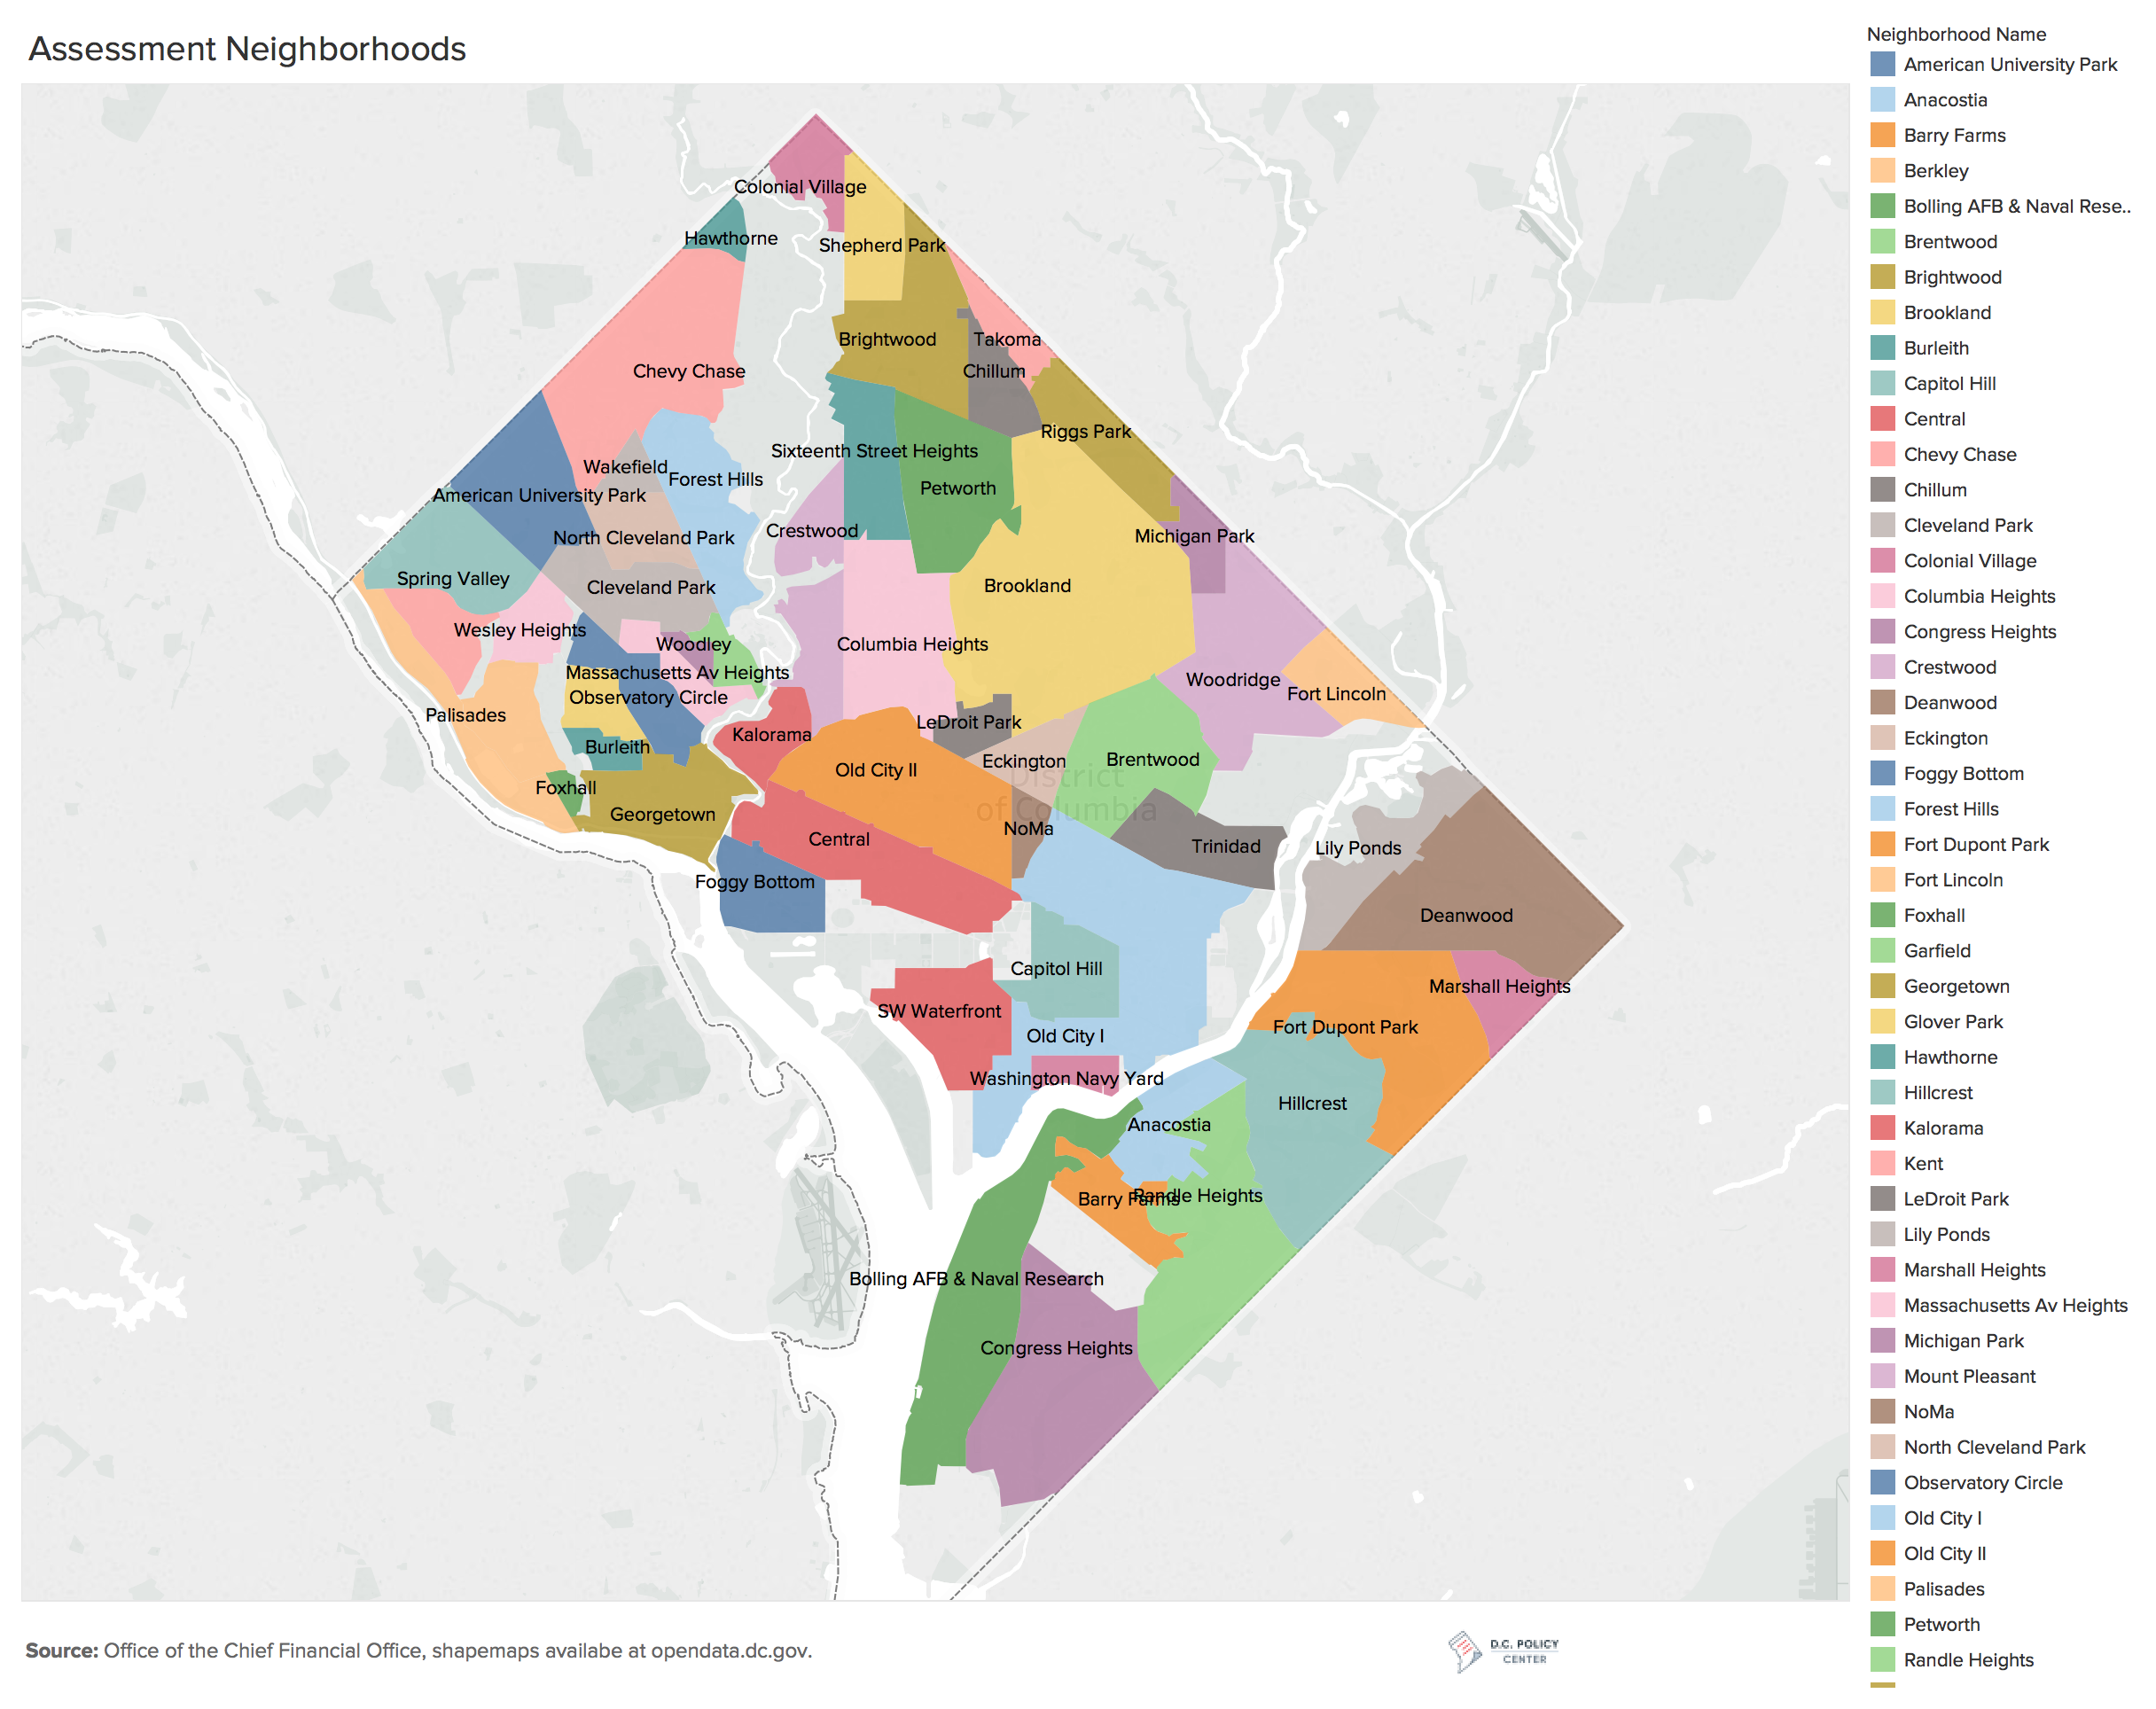 Assessment Neighborhoods
Colonial Village
Hawthorne
Shepherd Park
Brightwood
Takoma
Chevy Chase
Chillum
Riggs Park
Sixteenth Street Heights
Wakefield
Forest Hills
Petworth
American University Park
Crestwood
North Cleveland Park
Michigan Park
Spring Valley
Cleveland Park
Brookland
Wesley Heights
Woodley
Columbia Heights
Massachusetts Av Heights
Woodridge
Observatory Circle
Fort Lincoln
Palisades
LeDroit Park
Kalorama
Burleith
Eckington
Brentwood
Old City II
District
of Columbia
Foxhall
Georgetown
NoMa
Central
Trinidad
Lily Ponds
Foggy Bottom
Deanwood
Capitol Hill
Marshall Heights
SW Waterfront
Fort Dupont Park
Old City I
Washington Navy Yard
Hillcrest
Anacostia
Barry Farms
Randle Heights
Bolling AFB & Naval Research
Congress Heights
Neighborhood Name
American University Park
Anacostia
Barry Farms
Berkley
Bolling AFB & Naval Rese..
Brentwood
Brightwood
Brookland
Burleith
Capitol Hill
Central
Chevy Chase
Chillum
Cleveland Park
Colonial Village
Columbia Heights
Congress Heights
Crestwood
Deanwood
Eckington
Foggy Bottom
Forest Hills
Fort Dupont Park
Fort Lincoln
Foxhall
Garfield
Georgetown
Glover Park
Hawthorne
Hillcrest
Kalorama
Kent
LeDroit Park
Lily Ponds
Marshall Heights
Massachusetts Av Heights
Michigan Park
Mount Pleasant
NoMa
North Cleveland Park
Observatory Circle
Old City I
Old City II
Palisades
Petworth
Randle Heights
Source: Office of the Chief Financial Office, shapemaps availabe at opendata.dc.gov.
D.C. POLICY
CENTER